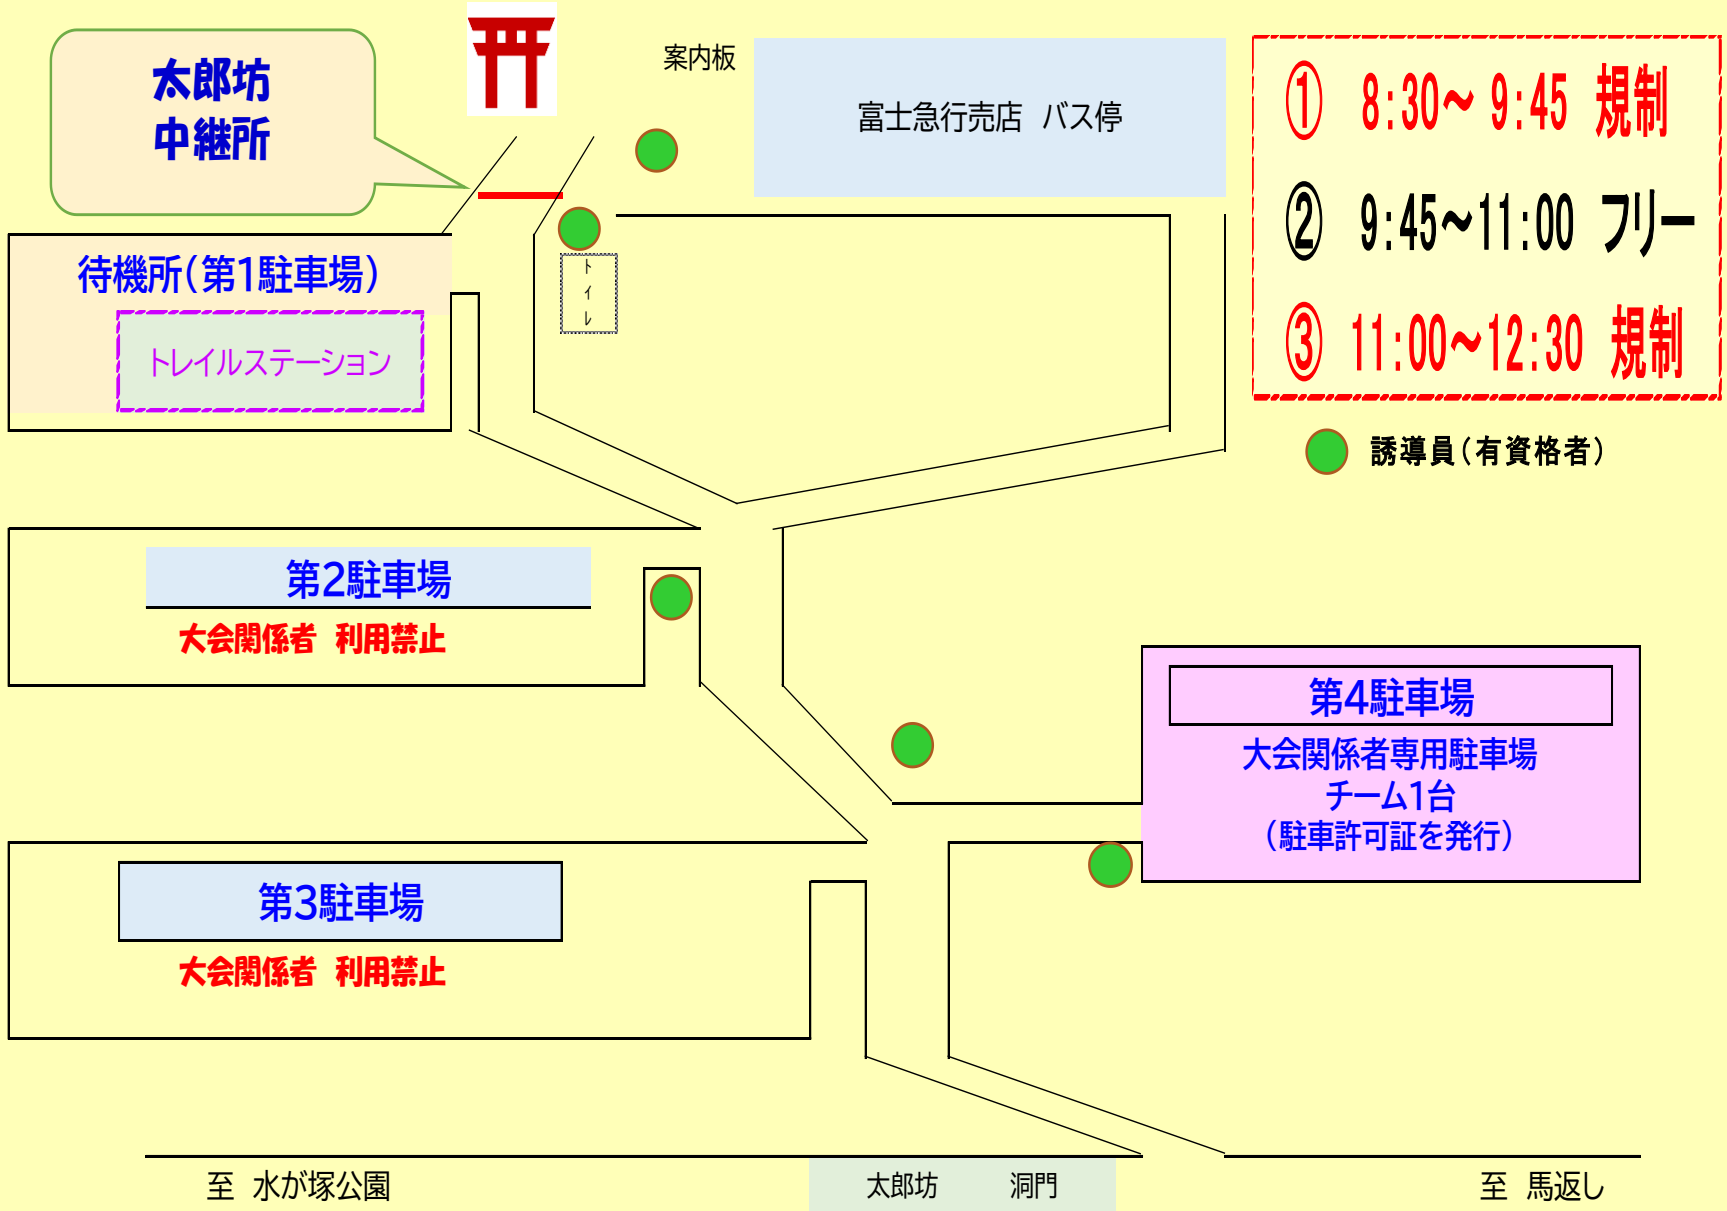 太郎坊
中継所
案内板
富士急行売店 バス停
① 8:30～ 9:45 規制
② 9:45～11:00 フリー
③ 11:00～12:30 規制
誘導員(有資格者)
待機所(第1駐車場)
トレイルステーション
トイレ
第2駐車場
大会関係者 利用禁止
第4駐車場
大会関係者専用駐車場
チーム1台
(駐車許可証を発行)
第3駐車場
大会関係者 利用禁止
至 水が塚公園
太郎坊 洞門
至 馬返し